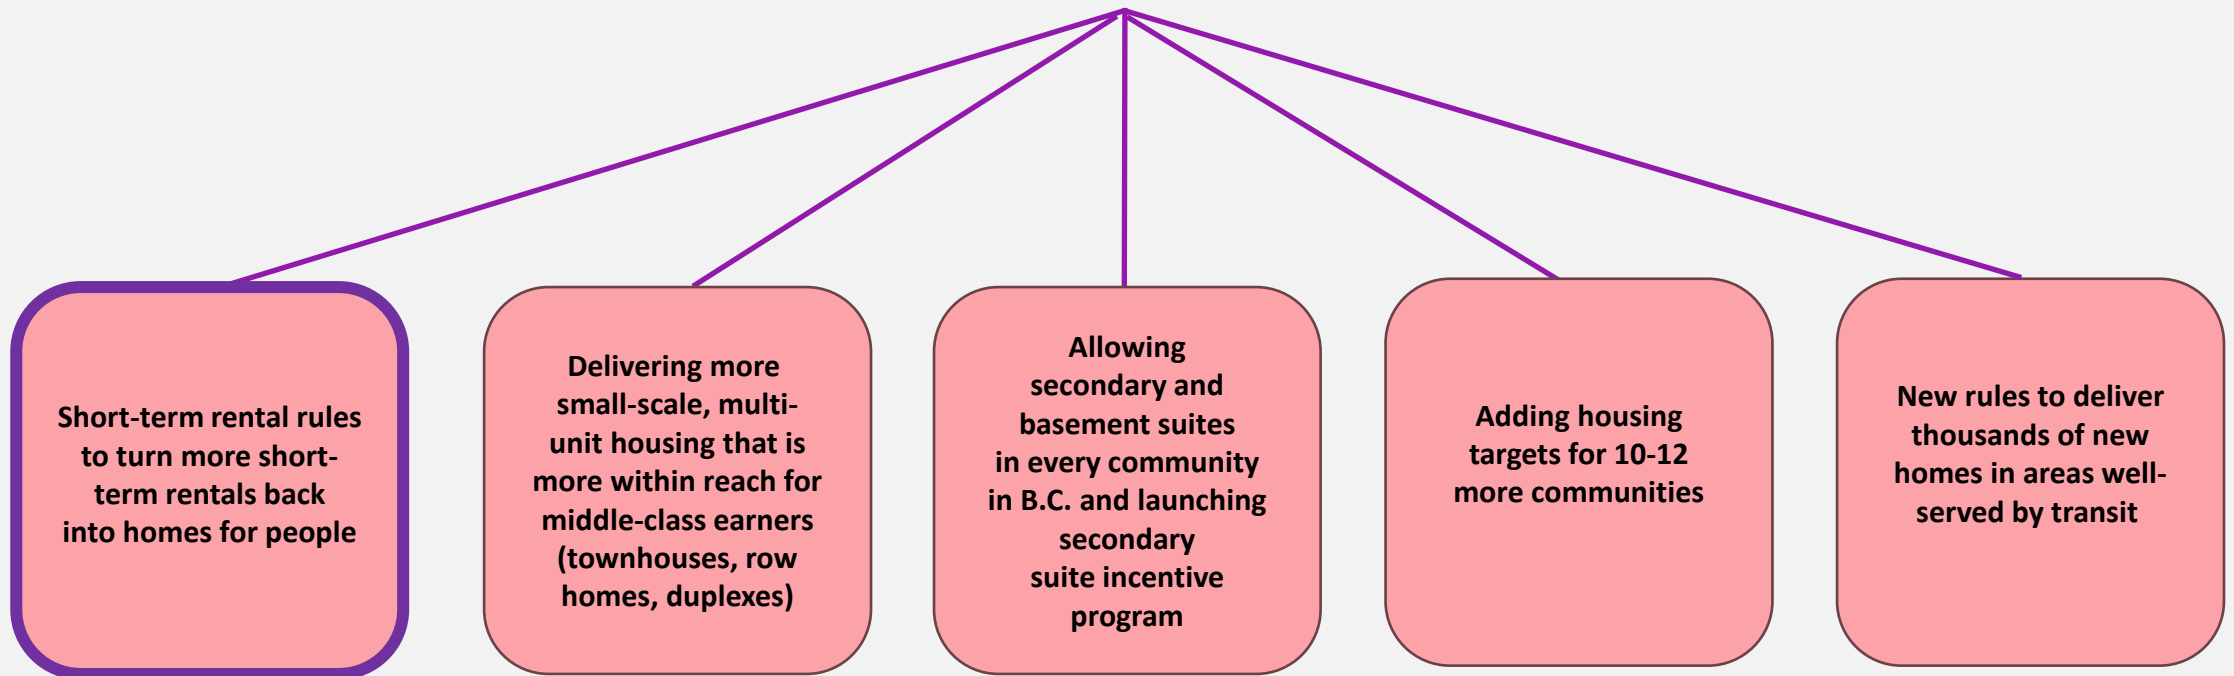 Short-term rental rules
to turn more short-
term rentals back
into homes for people
Delivering more
small-scale, multi-
unit housing that is
more within reach for
middle-class earners
(townhouses, row
homes, duplexes)
Allowing
secondary and
basement suites
in every community
in B.C. and launching
secondary
suite incentive
program
Adding housing
targets for 10-12
more communities
New rules to deliver
thousands of new
homes in areas well-
served by transit